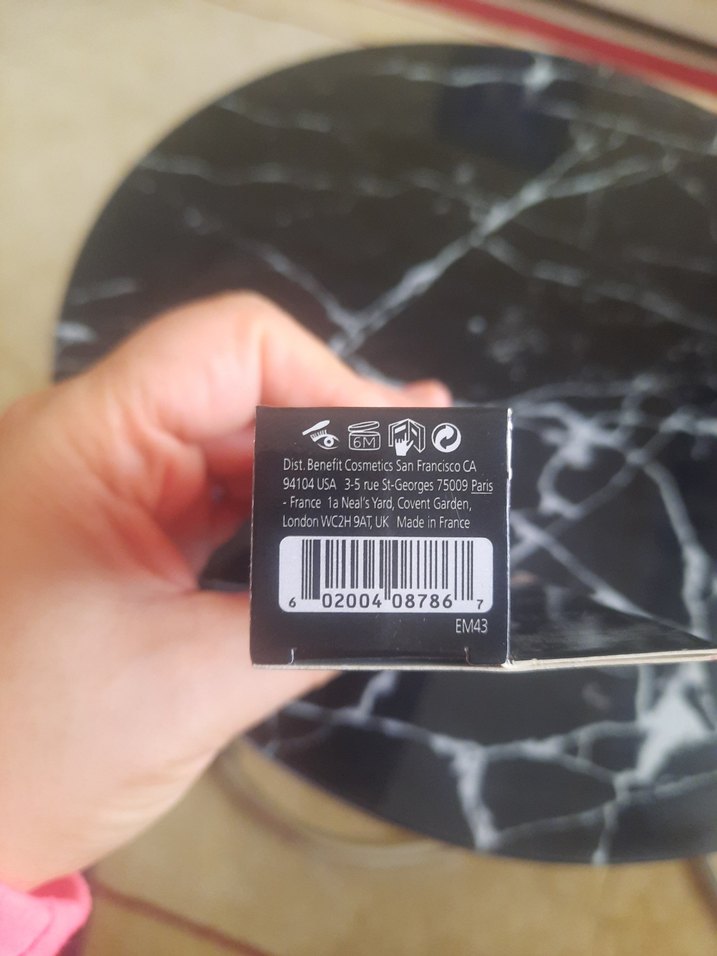 6M
Dist. Benefit Cosmetics San Francisco CA
94104 USA 3-5 rue St-Georges 75009 Paris
- France 1a Neal's Yard, Covent Garden,
London WC2H 9AT, UK Made in France
6 02004 08786 7
EM43